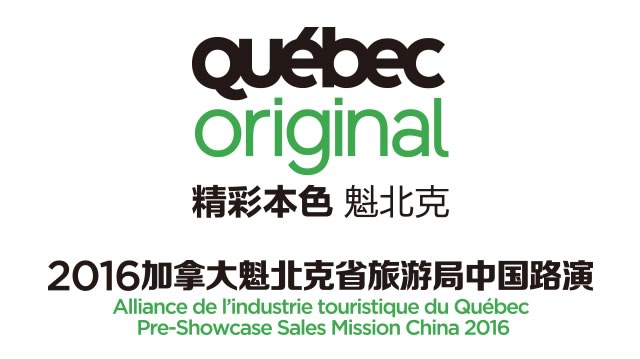 québec
original
精彩本色 魁北克
2016加拿大魁北克省旅游局中国路演
Alliance de l'industrie touristique du Québec
Pre-Showcase Sales Mission China 2016